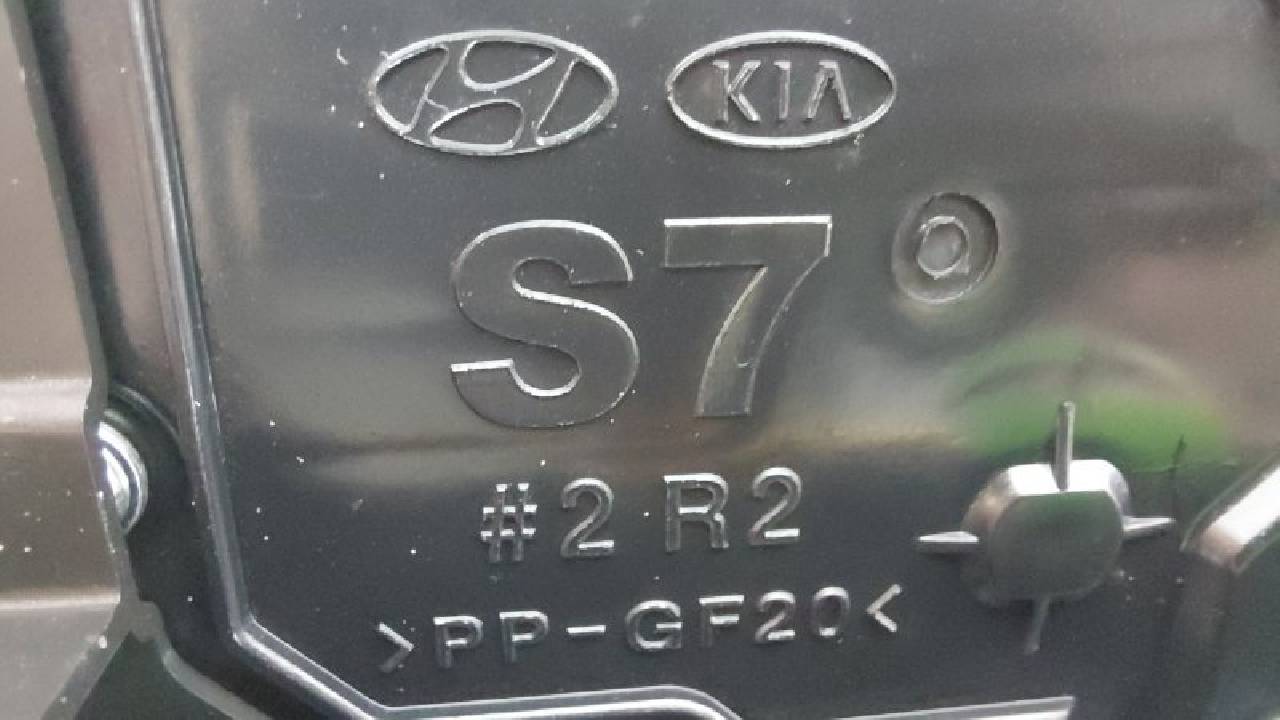 KIA
S7
#2 R2
>PP-GF20<